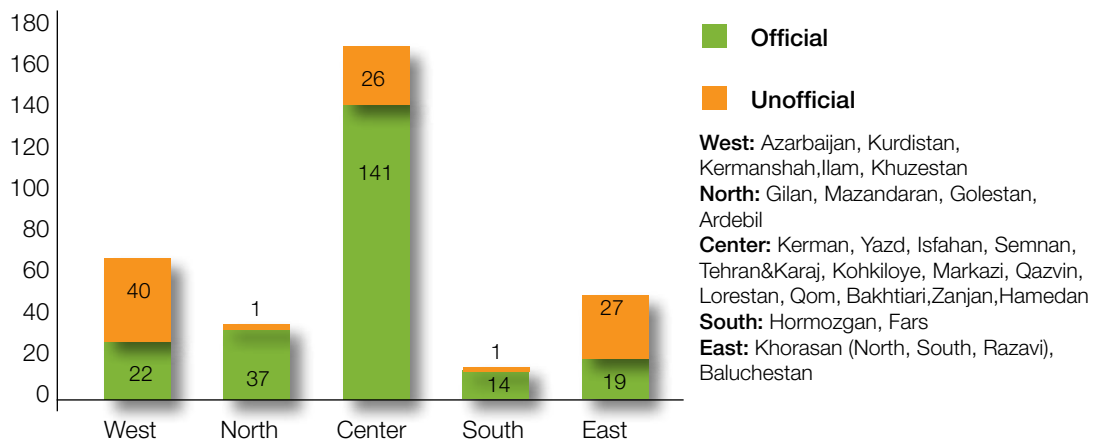 180
160
140
120
100
80
60
40
20
0
40
22
1
37
26
141
1
14
27
19
West
North
Center
South
East
Official
Unofficial
West: Azarbaijan, Kurdistan,
Kermanshah,Ilam, Khuzestan
North: Gilan, Mazandaran, Golestan,
Ardebil
Center: Kerman, Yazd, Isfahan, Semnan,
Tehran&Karaj, Kohkiloye, Markazi, Qazvin,
Lorestan, Qom, Bakhtiari,Zanjan,Hamedan
South: Hormozgan, Fars
East: Khorasan (North, South, Razavi),
Baluchestan